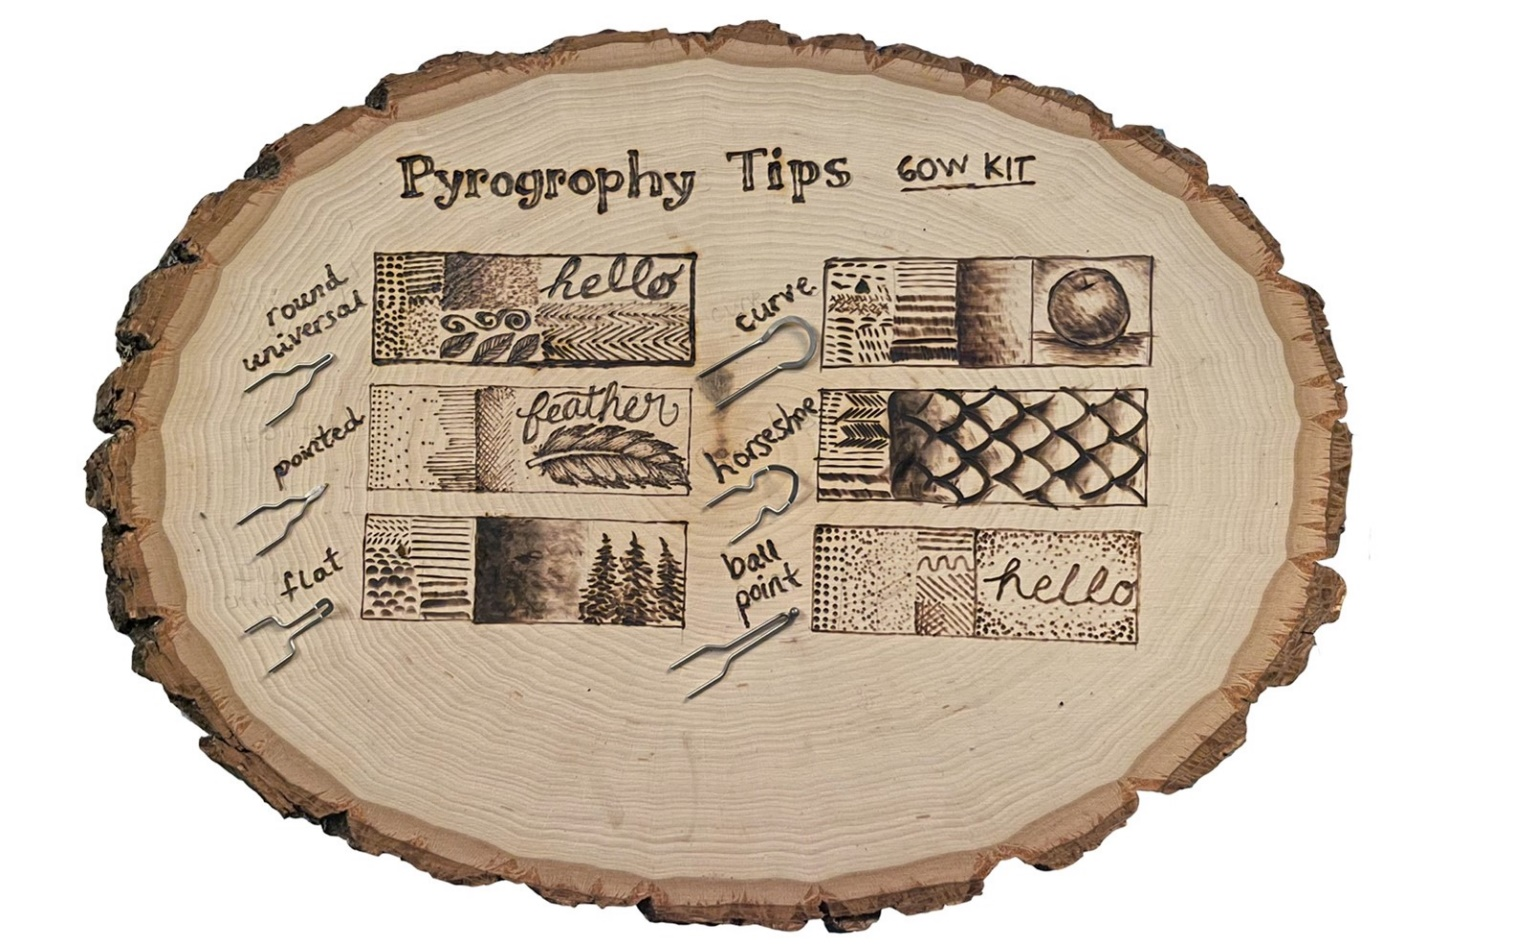 Pyrogrophy Tips 60W KIT
round
universal
hello
pointed
feather
flat
curve
horseshoe
ball
point
hello